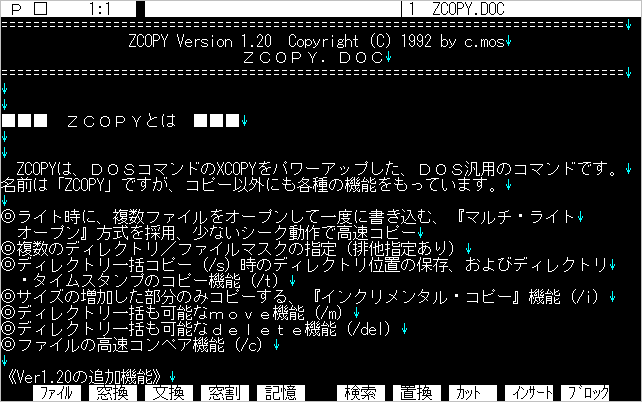 P □ 1:1 1 ZCOPY.DOC
==============================================================================↓
ZCOPY Version 1.20 Copyright (C) 1992 by c.mos↓
ＺＣＯＰＹ．ＤＯＣ↓
==============================================================================↓
↓
↓
■■■ ＺＣＯＰＹとは ■■■↓
↓
↓
ZCOPYは、ＤＯＳコマンドのXCOPYをパワーアップした、ＤＯＳ汎用のコマンドです。↓
名前は「ZCOPY」ですが、コピー以外にも各種の機能をもっています。↓
↓
◎ライト時に、複数ファイルをオープンして一度に書き込む、『マルチ・ライト↓
オープン』方式を採用、少ないシーク動作で高速コピー↓
◎複数のディレクトリ／ファイルマスクの指定（排他指定あり）↓
◎ディレクトリ一括コピー（/s）時のディレクトリ位置の保存、およびディレクトリ↓
・タイムスタンプのコピー機能（/t）↓
◎サイズの増加した部分のみコピーする、『インクリメンタル・コピー』機能（/i）↓
◎ディレクトリ一括も可能なｍｏｖｅ機能（/m）↓
◎ディレクトリ一括も可能なｄｅｌｅｔｅ機能（/del）↓
◎ファイルの高速コンペア機能（/c）↓
↓
《Ver1.20の追加機能》↓
ﾌｧｲﾙ 窓換 文換 窓割 記憶 検索 置換 ｶｯﾄ ｲﾝｻｰﾄ ﾌﾞﾛｯｸ